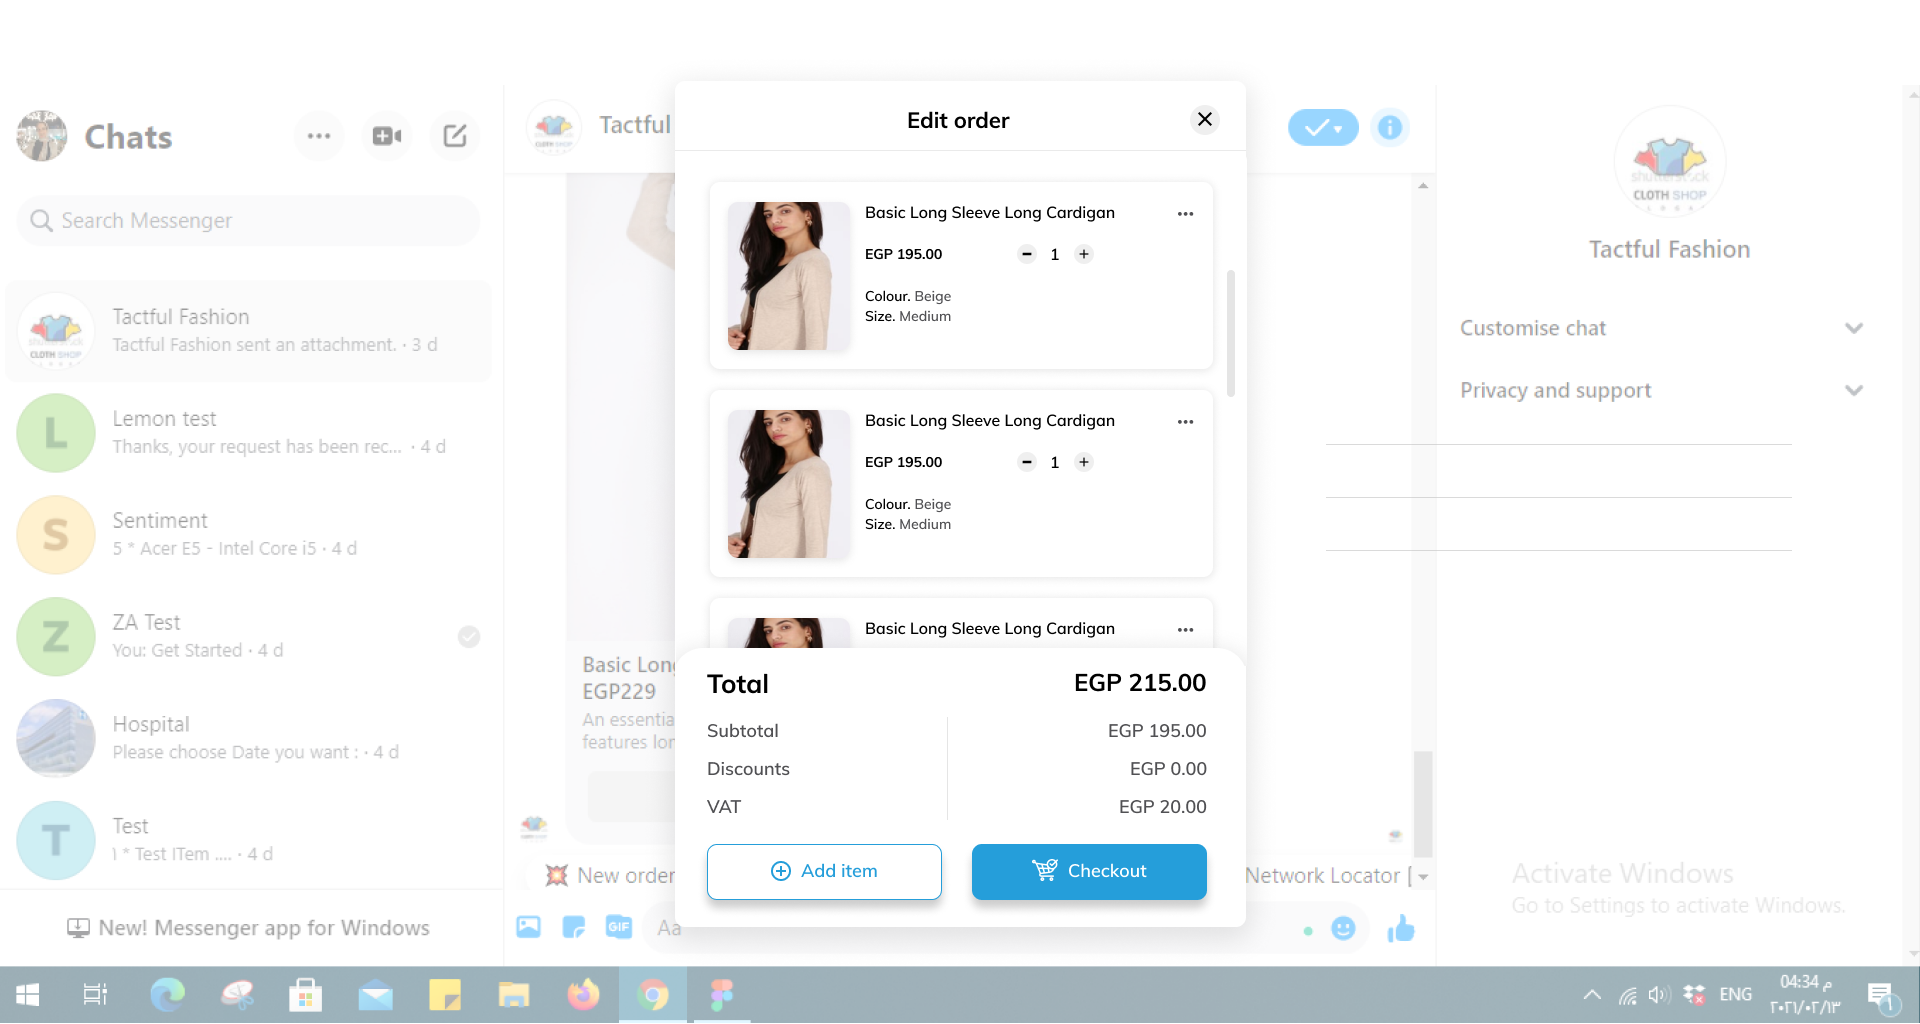 Chats
Search Messenger
Tactful Fashion
Tactful Fashion sent an attachment. · 3 d
L
Lemon test
Thanks, your request has been rec... · 4 d
S
Sentiment
5 * Acer E5 - Intel Core i5 · 4 d
Z
ZA Test
You: Get Started · 4 d
Hospital
Please choose Date you want : · 4 d
T
Test
١ * Test ITem .... · 4 d
New! Messenger app for Windows
Tactful
Basic Long
EGP229
An essentia
features lon
New order
Network Locator [
GIF
Aa
Edit order
Basic Long Sleeve Long Cardigan
EGP 195.00
1
Colour. Beige
Size. Medium
Basic Long Sleeve Long Cardigan
EGP 195.00
1
Colour. Beige
Size. Medium
Basic Long Sleeve Long Cardigan
Total EGP 215.00
Subtotal EGP 195.00
Discounts EGP 0.00
VAT EGP 20.00
Add item
Checkout
shutterstock
CLOTH SHOP
Tactful Fashion
Customise chat
Privacy and support
Activate Windows
Go to Settings to activate Windows.
ENG
04:34 م
٢٠٢١/٠٢/١٣
١